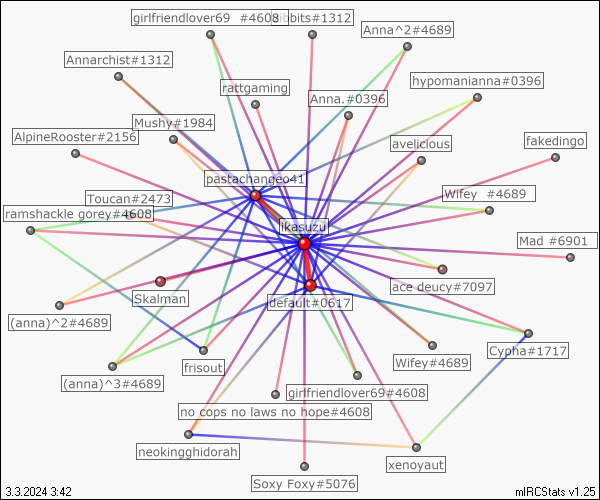 girlfriendlover69 #4608
ibbits#1312
Anna^2#4689
Annarchist#1312
rattgaming
hypomanianna#0396
Anna.#0396
Mushy#1984
AlpineRooster#2156
avelicious
fakedingo
pastachangeo41
Toucan#2473
Wifey #4689
ramshackle gorey#4608
ikasuzu
Mad #6901
ace deucy#7097
Skalman
default#0617
(anna)^2#4689
Cypha#1717
frisout
Wifey#4689
(anna)^3#4689
girlfriendlover69#4608
no cops no laws no hope#4608
neokingghidorah
xenoyaut
Soxy Foxy#5076
3.3.2024 3:42
mIRCStats v1.25